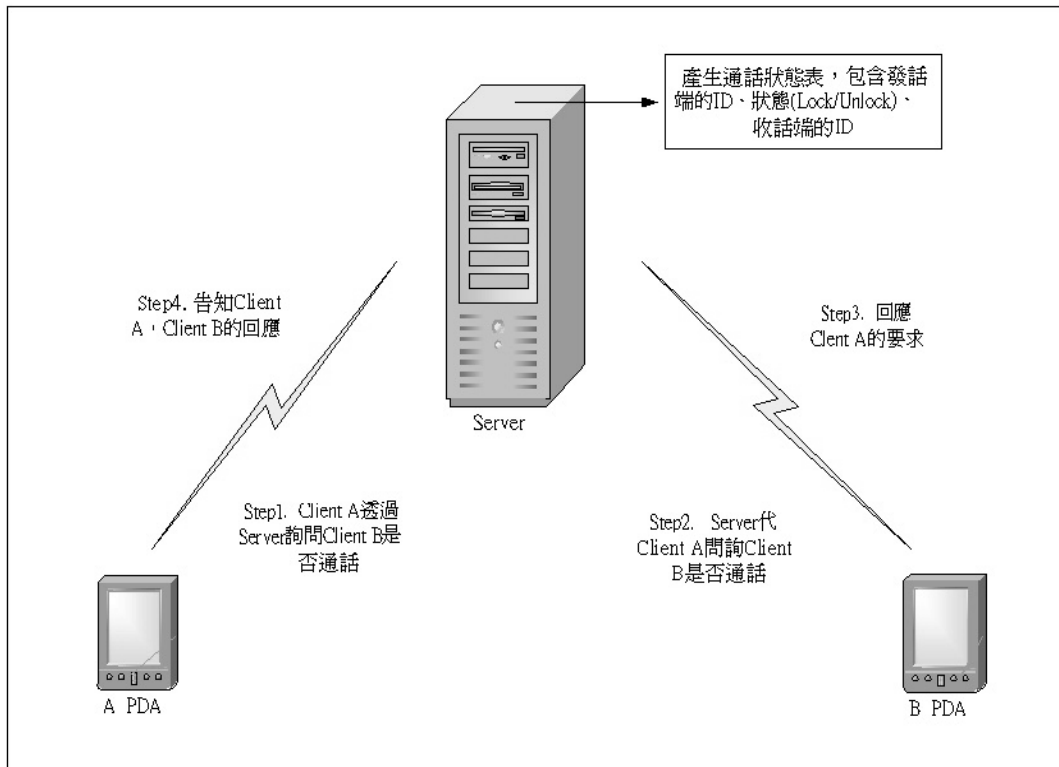 產生通話狀態表，包含發話
端的ID、狀態(Lock/Unlock)、
收話端的ID
Step4. 告知Client
A，Client B的回應
Step3. 回應
Clent A的要求
Server
Step1. Client A透過
Server詢問Client B是
否通話
Step2. Server代
Client A問詢Client
B是否通話
A PDA
B PDA